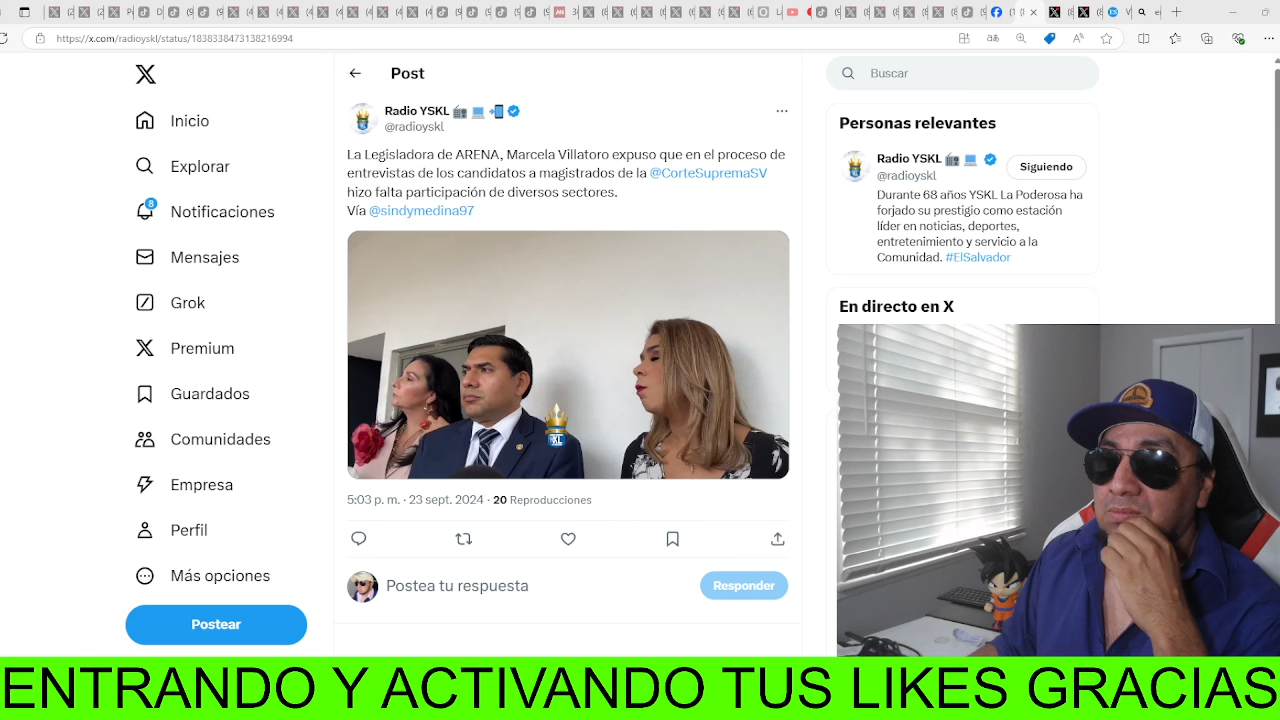 https://x.com/radioyskl/status/1838338473138216994
Post
Buscar
Radio YSKL
@radioyskl
La Legisladora de ARENA, Marcela Villatoro expuso que en el proceso de
entrevistas de los candidatos a magistrados de la @CorteSupremaSV
hizo falta participación de diversos sectores.
Vía @sindymedina97
KL
5:03 p. m. · 23 sept. 2024 · 20 Reproducciones
Postea tu respuesta
Responder
Inicio
Explorar
8
Notificaciones
Mensajes
Grok
Premium
Guardados
Comunidades
Empresa
Perfil
Más opciones
Postear
Personas relevantes
Radio YSKL
@radioyskl
Siguiendo
Durante 68 años YSKL La Poderosa ha
forjado su prestigio como estación
líder en noticias, deportes,
entretenimiento y servicio a la
Comunidad. #ElSalvador
En directo en X
ENTRANDO Y ACTIVANDO TUS LIKES GRACIAS